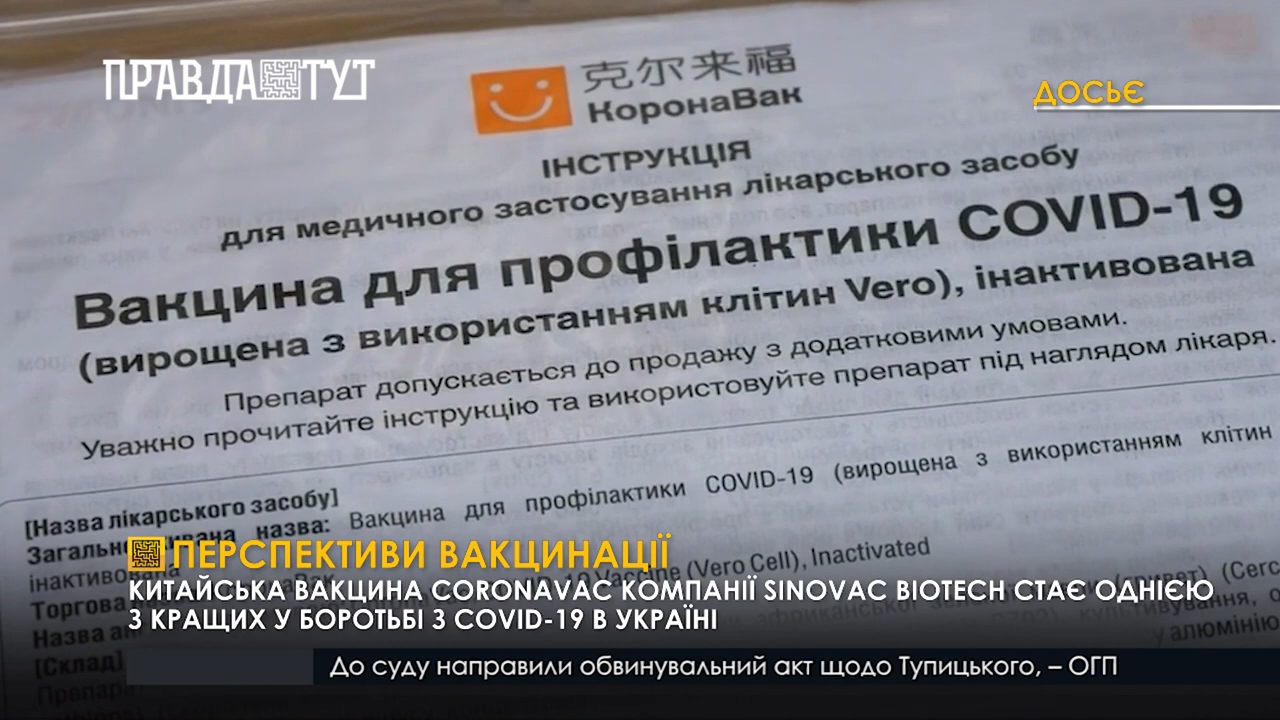 ПРАВДА ТУТ
ДОСЬЄ
克尔来福
КоронаВак
ІНСТРУКЦІЯ
для медичного застосування лікарського засобу
Вакцина для профілактики COVID-19
(вирощена з використанням клітин Vero), інактивована
Препарат допускається до продажу з додатковими умовами.
Уважно прочитайте інструкцію та використовуйте препарат під наглядом лікаря.
[Назва лікарського засобу]
назва: Вакцина для профілактики COVID-19 (вирощена з використанням клітин
Vaccine (Vero Cell), Inactivated
ПЕРСПЕКТИВИ ВАКЦИНАЦІЇ
КИТАЙСЬКА ВАКЦИНА CORONAVAC КОМПАНІЇ SINOVAC BIOTECH СТАЄ ОДНІЄЮ
З КРАЩИХ У БОРОТЬБІ З COVID-19 В УКРАЇНІ
[Склад]
До суду направили обвинувальний акт щодо Тупицького, – ОГП